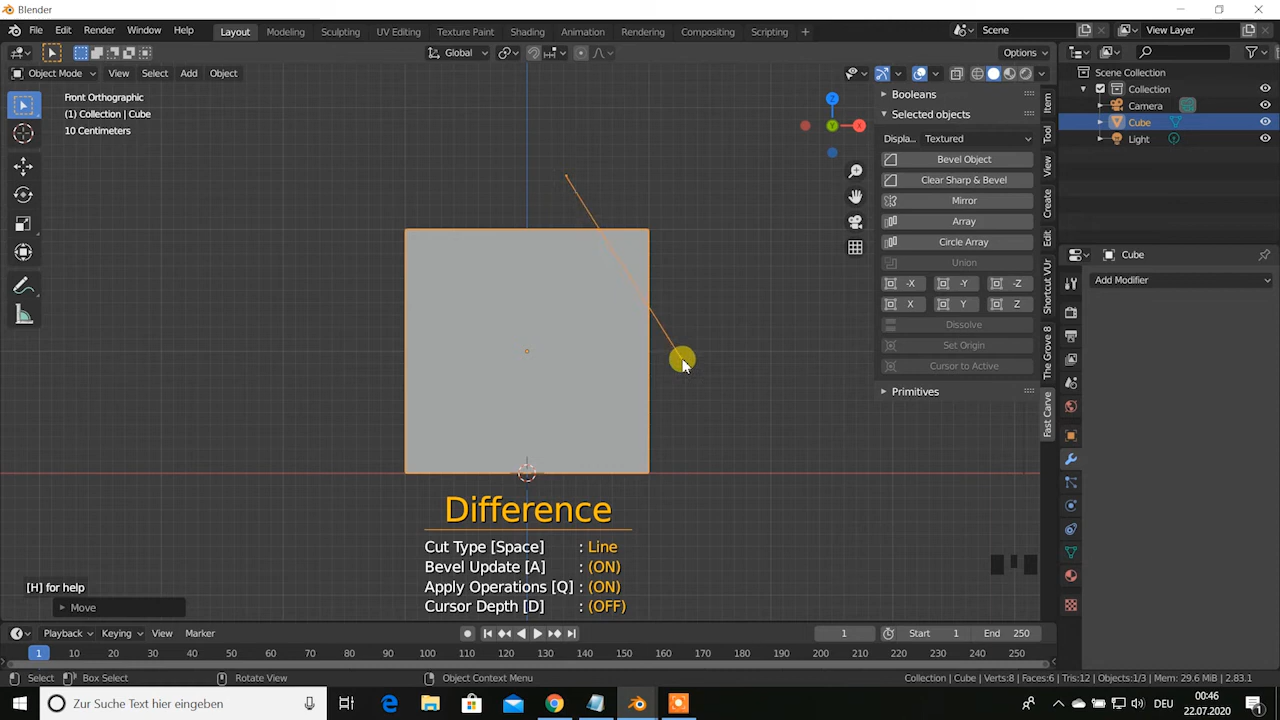 Blender
File Edit Render Window Help
Layout Modeling Sculpting UV Editing Texture Paint Shading Animation Rendering Compositing Scripting +
Scene View Layer
Global Options
Object Mode View Select Add Object
Front Orthographic
(1) Collection | Cube
10 Centimeters
Booleans
Selected objects
Displa.. Textured
Bevel Object
Clear Sharp & Bevel
Mirror
Array
Circle Array
Union
-X -Y -Z
X Y Z
Dissolve
Set Origin
Cursor to Active
Primitives
Item
Tool
View
Create
Edit
Shortcut VUr
The Grove 8
Fast Carve
Scene Collection
Collection
Camera
Cube
Light
Cube
Add Modifier
Difference
Cut Type [Space] : Line
Bevel Update [A] : (ON)
Apply Operations [Q] : (ON)
Cursor Depth [D] : (OFF)
[H] for help
Move
Playback Keying View Marker
1 Start 1 End 250
1 10 20 30 40 50 60 70 80 90 100 110 120 130 140 150 160 170 180 190 200 210 220 230 240 250
Select Box Select Rotate View Object Context Menu
Collection | Cube | Verts:8 | Faces:6 | Tris:12 | Objects:1/3 | Mem: 29.6 MiB | 2.83.1
Zur Suche Text hier eingeben
DEU
00:46
22.07.2020